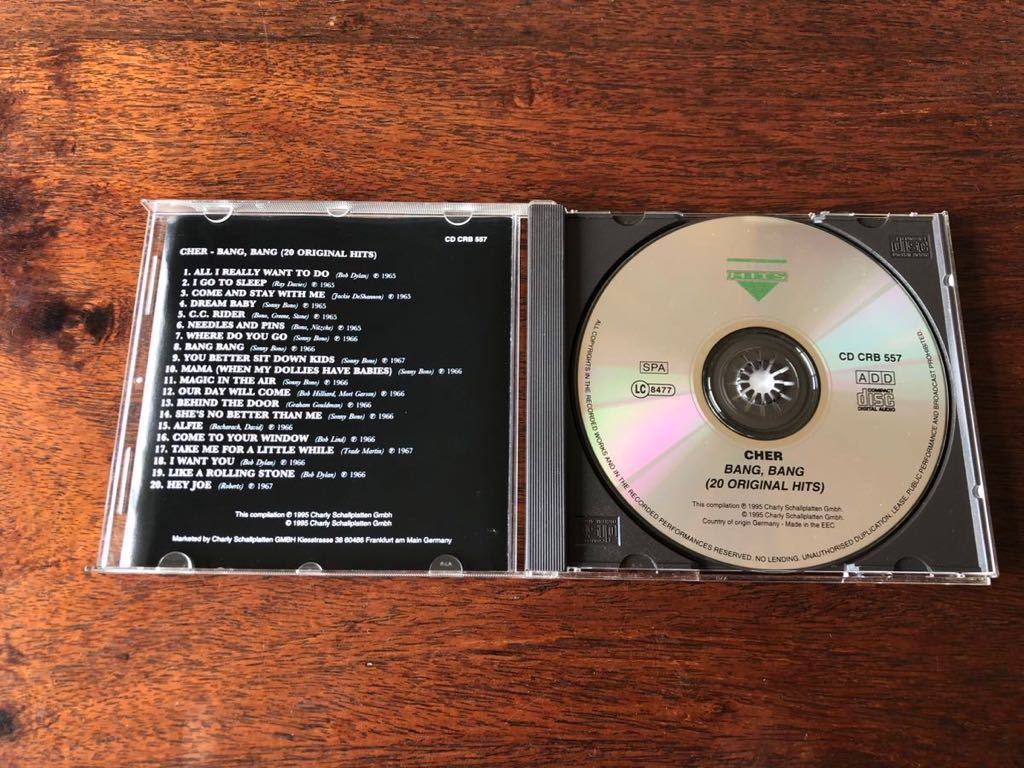 CD CRB 557
CHER - BANG, BANG (20 ORIGINAL HITS)
1. ALL I REALLY WANT TO DO (Bob Dylan) ℗ 1965
2. I GO TO SLEEP (Ray Davies) ℗ 1965
3. COME AND STAY WITH ME (Jackie DeShannon) ℗ 1965
4. DREAM BABY (Sonny Bono) ℗ 1965
5. C.C. RIDER (Bono, Greene, Stone) ℗ 1965
6. NEEDLES AND PINS (Bono, Nitzche) ℗ 1965
7. WHERE DO YOU GO (Sonny Bono) ℗ 1966
8. BANG BANG (Sonny Bono) ℗ 1966
9. YOU BETTER SIT DOWN KIDS (Sonny Bono) ℗ 1967
10. MAMA (WHEN MY DOLLIES HAVE BABIES) (Sonny Bono) ℗ 1966
11. MAGIC IN THE AIR (Sonny Bono) ℗ 1966
12. OUR DAY WILL COME (Bob Hilliard, Mort Garson) ℗ 1966
13. BEHIND THE DOOR (Graham Gouldman) ℗ 1966
14. SHE'S NO BETTER THAN ME (Sonny Bono) ℗ 1966
15. ALFIE (Bacharach, David) ℗ 1966
16. COME TO YOUR WINDOW (Bob Lind) ℗ 1966
17. TAKE ME FOR A LITTLE WHILE (Trade Martin) ℗ 1967
18. I WANT YOU (Bob Dylan) ℗ 1966
19. LIKE A ROLLING STONE (Bob Dylan) ℗ 1966
20. HEY JOE (Roberts) ℗ 1967
This compilation ℗ 1995 Charly Schallplatten Gmbh
© 1995 Charly Schallplatten Gmbh
Marketed by Charly Schallplatten GMBH Kiesstrasse 38 60486 Frankfurt am Main Germany
HITS
CD CRB 557
SPA
LC 8477
ADD
COMPACT
disc
DIGITAL AUDIO
CHER
BANG, BANG
(20 ORIGINAL HITS)
This compilation ℗ 1995 Charly Schallplatten Gmbh.
© 1995 Charly Schallplatten Gmbh.
Country of origin Germany - Made in the EEC
ALL COPYRIGHTS IN THE RECORDED WORKS AND IN THE RECORDED PERFORMANCES RESERVED. NO LENDING. UNAUTHORISED DUPLICATION, LEASE, PUBLIC PERFORMANCE AND BROADCAST PROHIBITED.